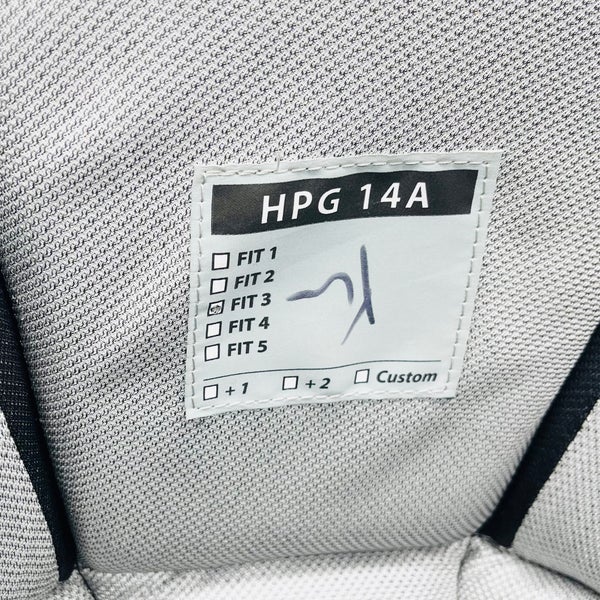 HPG 14A
FIT 1
FIT 2
FIT 3
FIT 4
FIT 5
+ 1 + 2 Custom